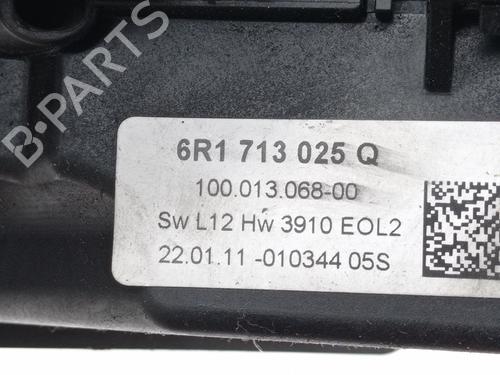 B-PARTS
6R1 713 025 Q
100.013.068-00
Sw L12 Hw 3910 EOL2
22.01.11 -010344 05S